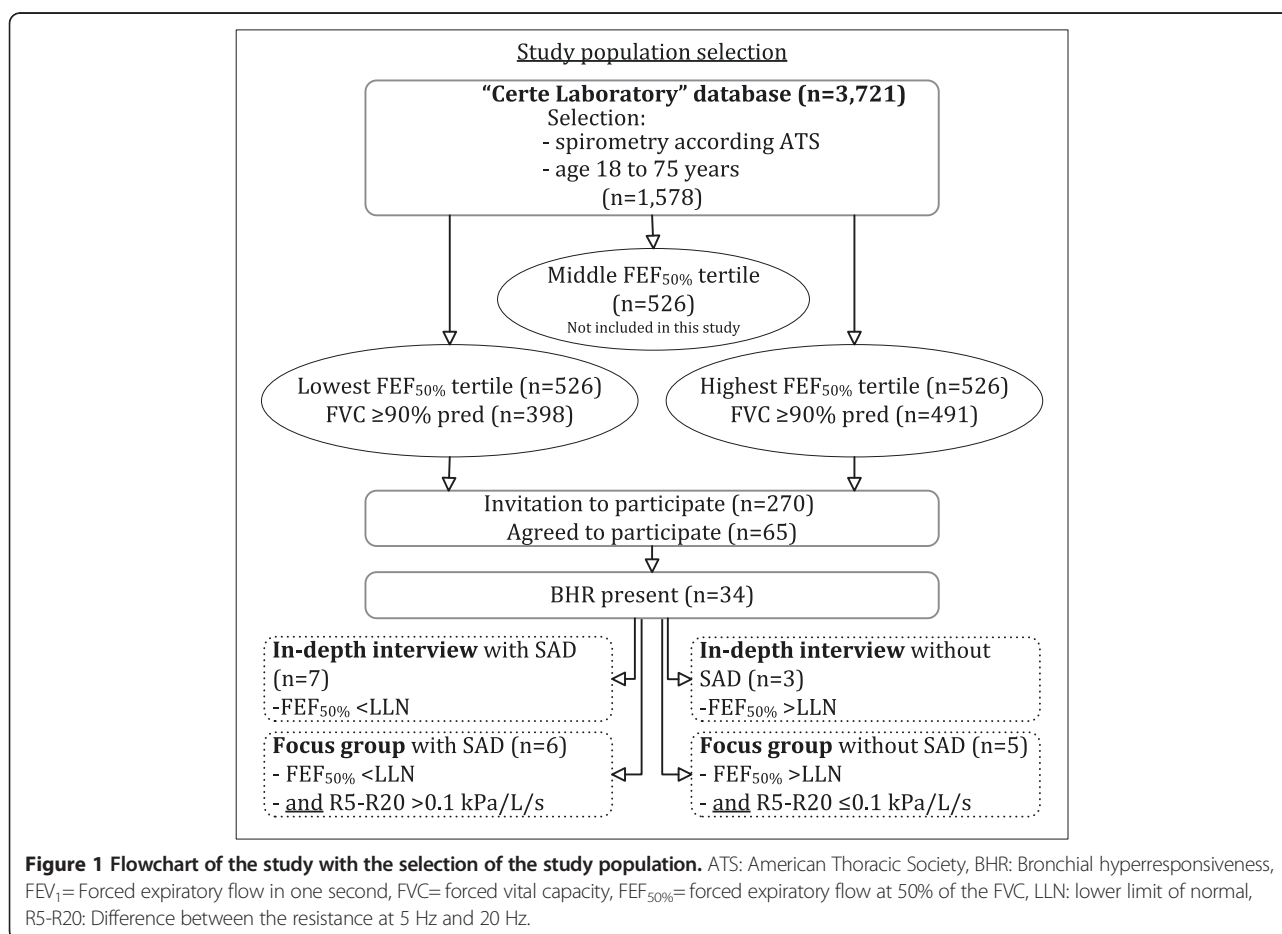 Study population selection
“Certe Laboratory” database (n=3,721)
Selection:
- spirometry according ATS
- age 18 to 75 years
(n=1,578)
Middle FEF50% tertile
(n=526)
Not included in this study
Lowest FEF50% tertile (n=526)
FVC ≥90% pred (n=398)
Highest FEF50% tertile (n=526)
FVC ≥90% pred (n=491)
Invitation to participate (n=270)
Agreed to participate (n=65)
BHR present (n=34)
In-depth interview with SAD
(n=7)
-FEF50% <LLN
In-depth interview without
SAD (n=3)
-FEF50% >LLN
Focus group with SAD (n=6)
- FEF50% <LLN
- and R5-R20 >0.1 kPa/L/s
Focus group without SAD (n=5)
- FEF50% >LLN
- and R5-R20 ≤0.1 kPa/L/s
Figure 1 Flowchart of the study with the selection of the study population. ATS: American Thoracic Society, BHR: Bronchial hyperresponsiveness,
FEV1= Forced expiratory flow in one second, FVC= forced vital capacity, FEF50%= forced expiratory flow at 50% of the FVC, LLN: lower limit of normal,
R5-R20: Difference between the resistance at 5 Hz and 20 Hz.